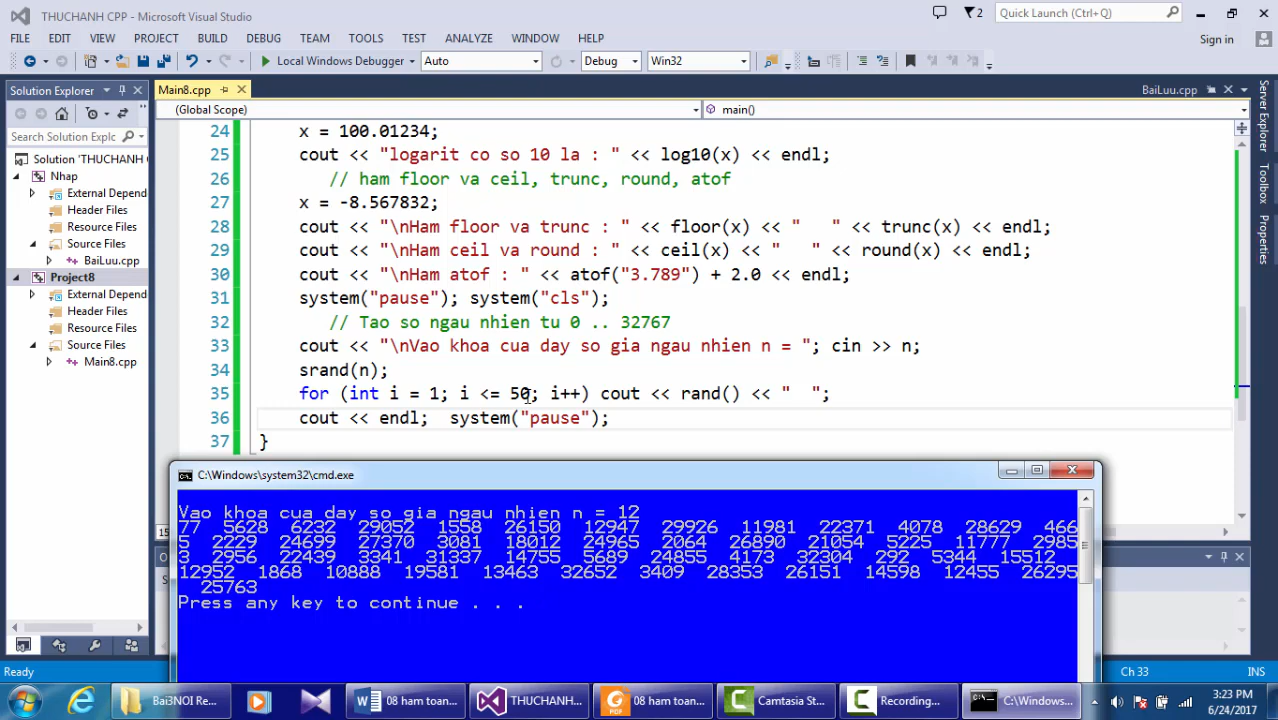 THUCHANH CPP - Microsoft Visual Studio
2
Quick Launch (Ctrl+Q)
FILE EDIT VIEW PROJECT BUILD DEBUG TEAM TOOLS TEST ANALYZE WINDOW HELP
Sign in
Local Windows Debugger Auto Debug Win32
Solution Explorer
Main8.cpp
BaiLuu.cpp
(Global Scope)
main()
Search Solution Explc
Solution 'THUCHANH
Nhap
External Depend
Header Files
Resource Files
Source Files
BaiLuu.cpp
Project8
External Depend
Header Files
Resource Files
Source Files
Main8.cpp
Server Explorer
Toolbox
Properties
24 x = 100.01234;
25 cout << "logarit co so 10 la : " << log10(x) << endl;
26 // ham floor va ceil, trunc, round, atof
27 x = -8.567832;
28 cout << "\nHam floor va trunc : " << floor(x) << "   " << trunc(x) << endl;
29 cout << "\nHam ceil va round : " << ceil(x) << "   " << round(x) << endl;
30 cout << "\nHam atof : " << atof("3.789") + 2.0 << endl;
31 system("pause"); system("cls");
32 // Tao so ngau nhien tu 0 .. 32767
33 cout << "\nVao khoa cua day so gia ngau nhien n = "; cin >> n;
34 srand(n);
35 for (int i = 1; i <= 50; i++) cout << rand() << "  ";
36 cout << endl;  system("pause");
37 }
C:\Windows\system32\cmd.exe
Vao khoa cua day so gia ngau nhien n = 12
77 5628 6232 29052 1558 26150 12947 29926 11981 22371 4078 28629 466
5 2229 24699 27370 3081 18012 24965 2064 26890 21054 5225 11777 2985
3 2956 22439 3341 31337 14755 5689 24855 4173 32304 292 5344 15512
12952 1868 10888 19581 13463 32652 3409 28353 26151 14598 12455 26295
25763
Press any key to continue . . .
Ready
Ch 33
INS
Bai3NOI Re...
08 ham toan...
THUCHANH...
08 ham toan...
Camtasia St...
Recording...
C:\Windows...
3:23 PM
6/24/2017